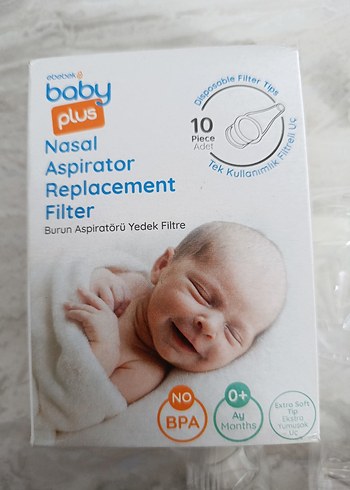 ebebek
baby
plus
Nasal
Aspirator
Replacement
Filter
Burun Aspiratörü Yedek Filtre
Disposable Filter Tips
10
Piece
Adet
Tek Kullanımlık Filtreli Uç
NO
BPA
0+
Ay
Months
Extra Soft
Tip
Ekstra
Yumuşak
Uç